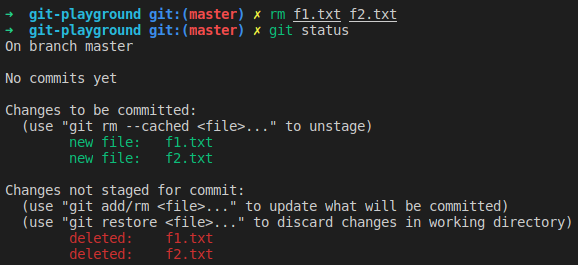 ➜  git-playground git:(master) ✗ rm f1.txt f2.txt
➜  git-playground git:(master) ✗ git status
On branch master

No commits yet

Changes to be committed:
  (use "git rm --cached <file>..." to unstage)
        new file:   f1.txt
        new file:   f2.txt

Changes not staged for commit:
  (use "git add/rm <file>..." to update what will be committed)
  (use "git restore <file>..." to discard changes in working directory)
        deleted:    f1.txt
        deleted:    f2.txt